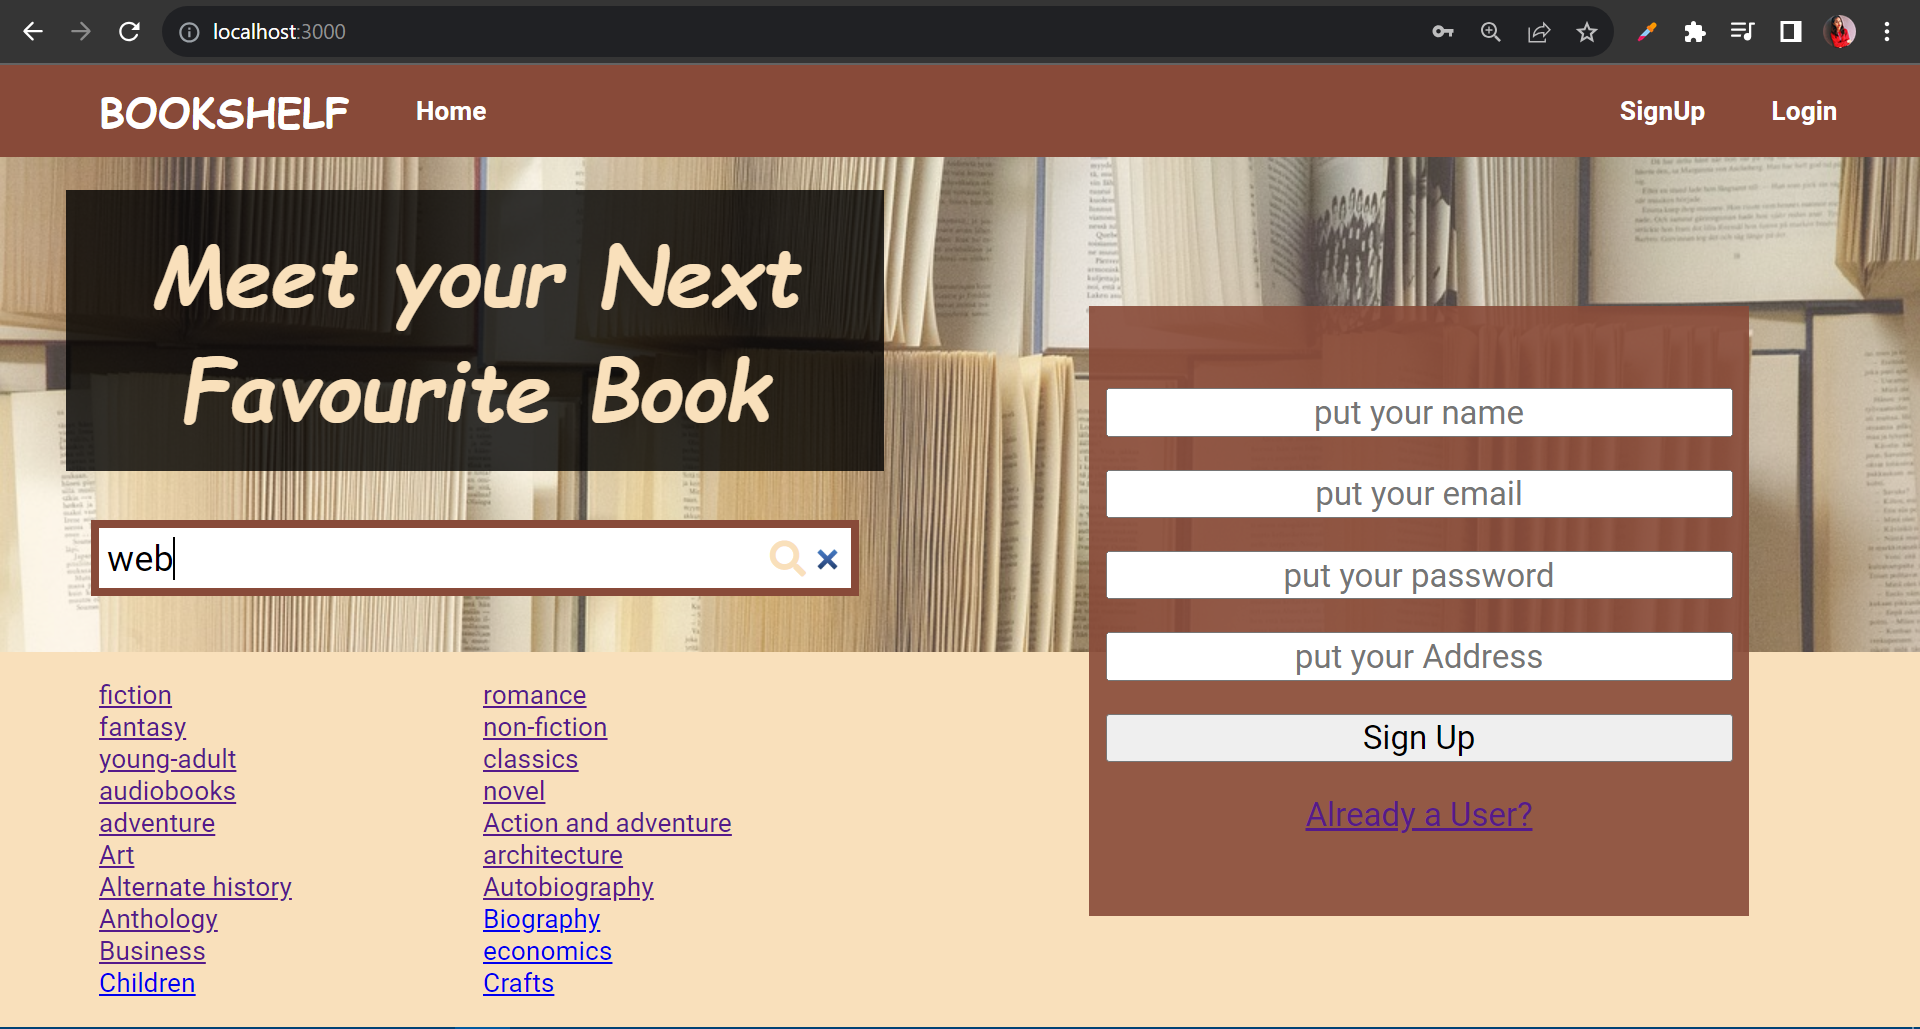 localhost:3000
BOOKSHELF Home SignUp Login
Meet your Next
Favourite Book
web
put your name
put your email
put your password
put your Address
Sign Up
Already a User?
fiction
fantasy
young-adult
audiobooks
adventure
Art
Alternate history
Anthology
Business
Children
romance
non-fiction
classics
novel
Action and adventure
architecture
Autobiography
Biography
economics
Crafts